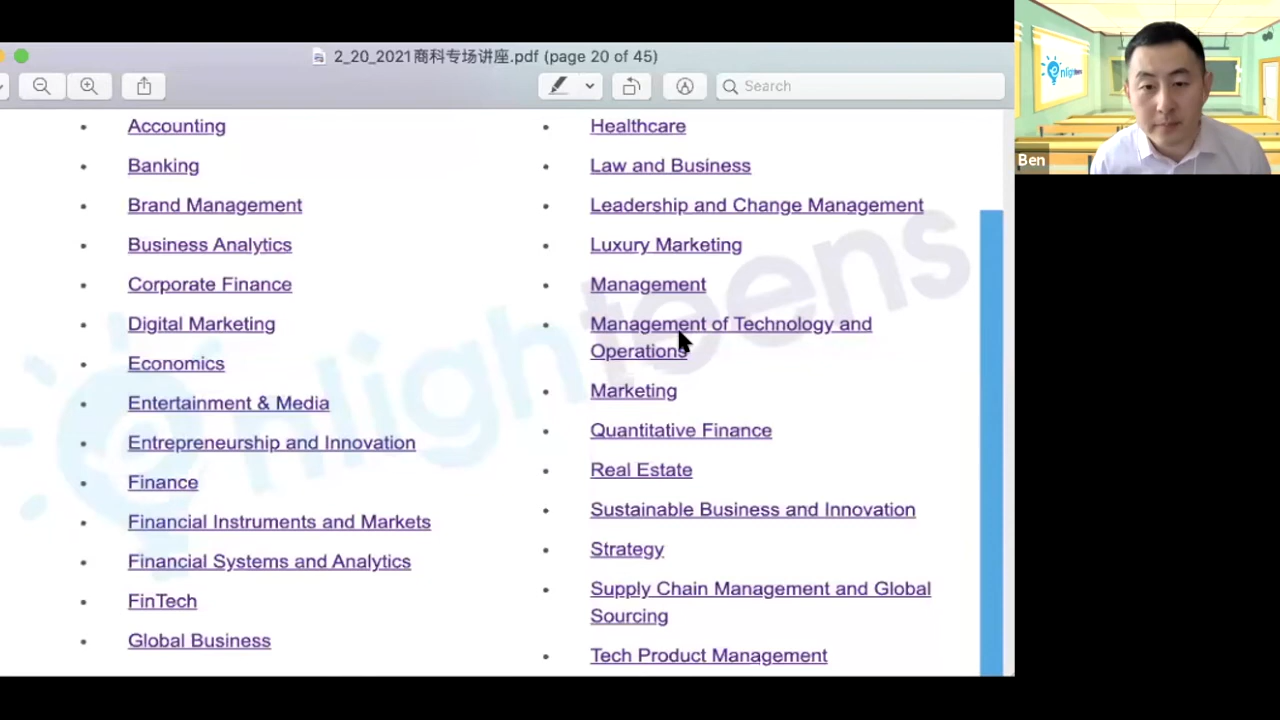 2_20_2021商科专场讲座.pdf (page 20 of 45)
Search
Accounting
Banking
Brand Management
Business Analytics
Corporate Finance
Digital Marketing
Economics
Entertainment & Media
Entrepreneurship and Innovation
Finance
Financial Instruments and Markets
Financial Systems and Analytics
FinTech
Global Business
Healthcare
Law and Business
Leadership and Change Management
Luxury Marketing
Management
Management of Technology and
Operations
Marketing
Quantitative Finance
Real Estate
Sustainable Business and Innovation
Strategy
Supply Chain Management and Global
Sourcing
Tech Product Management
enlighteens
enlighteens
Ben